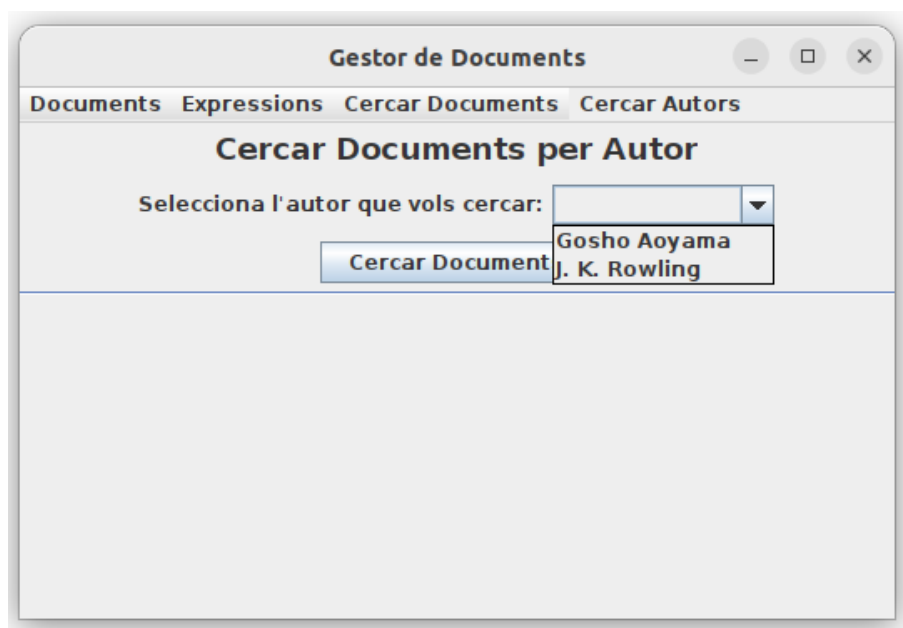 Gestor de Documents
Documents Expressions Cercar Documents Cercar Autors
Cercar Documents per Autor
Selecciona l'autor que vols cercar:
Gosho Aoyama
J. K. Rowling
Cercar Document